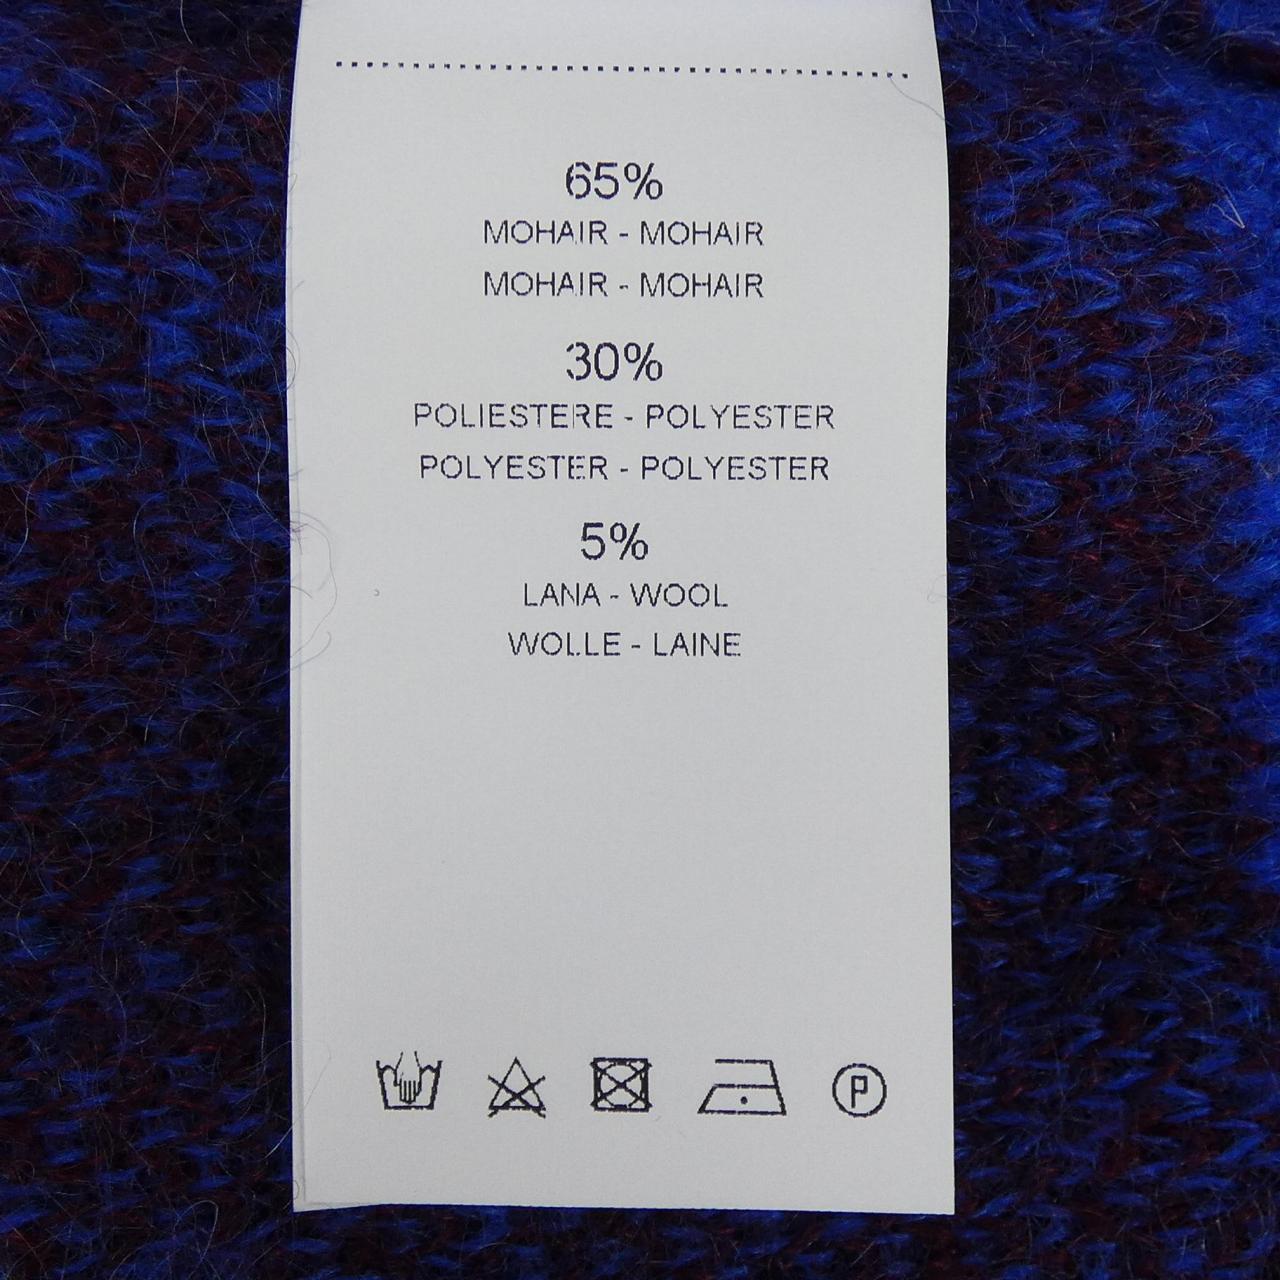 65%
MOHAIR - MOHAIR
MOHAIR - MOHAIR
30%
POLIESTERE - POLYESTER
POLYESTER - POLYESTER
5%
LANA - WOOL
WOLLE - LAINE
P